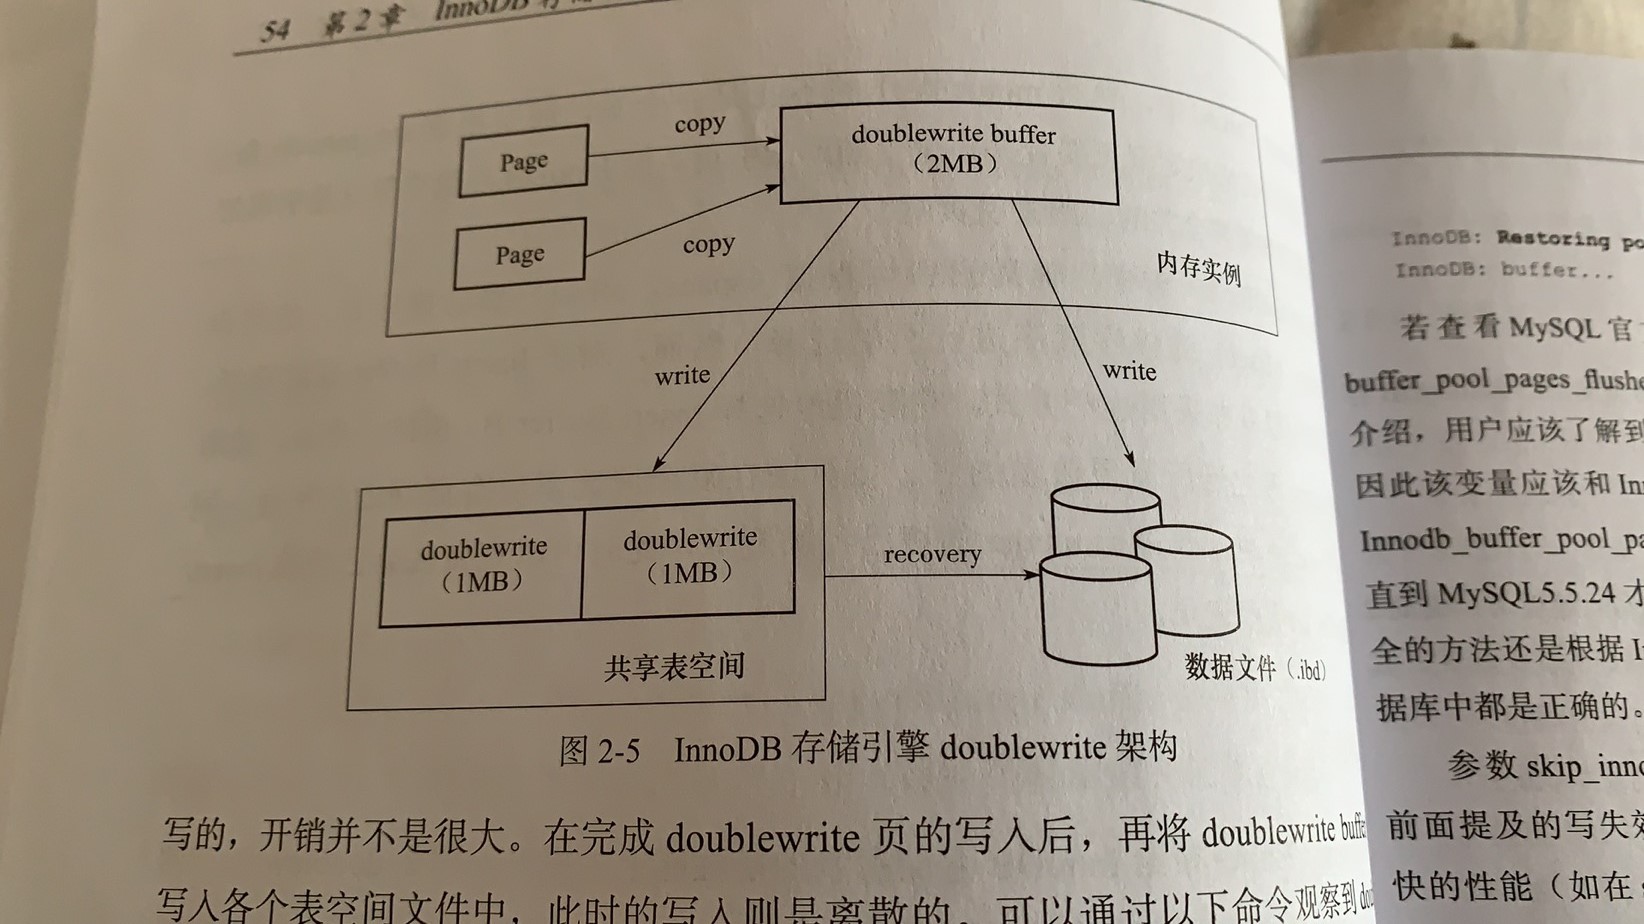 54 第2章 InnoDB
copy
doublewrite buffer
（2MB）
Page
copy
Page
内存实例
write
write
doublewrite
（1MB）
doublewrite
（1MB）
recovery
共享表空间
数据文件（.ibd）
图 2-5 InnoDB 存储引擎 doublewrite 架构
写的，开销并不是很大。在完成 doublewrite 页的写入后，再将 doublewrite
写入各个表空间文件中，此时的写入则是离散的。可以通过以下命令观察到
InnoDB: Restoring
InnoDB: buffer...
若查看 MySQL 官
介绍，用户应该了解到
因此该变量应该和
直到 MySQL5.5.24 才
全的方法还是根据
据库中都是正确的。
参数
前面提及的写失效
快的性能（如在